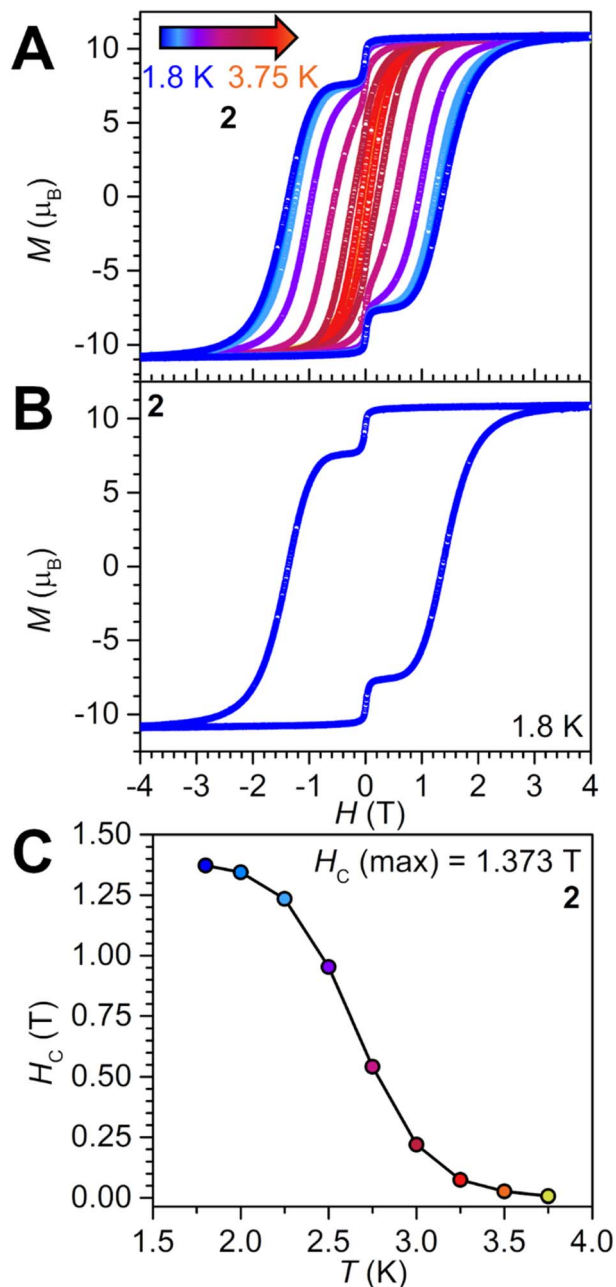 A
1.8 K 3.75 K
2
10
5
0
-5
-10
M (μB)
B
2
10
5
0
-5
-10
M (μB)
1.8 K
-4 -3 -2 -1 0 1 2 3 4
H (T)
C
HC (max) = 1.373 T
2
1.50
1.25
1.00
0.75
0.50
0.25
0.00
HC (T)
1.5 2.0 2.5 3.0 3.5 4.0
T (K)